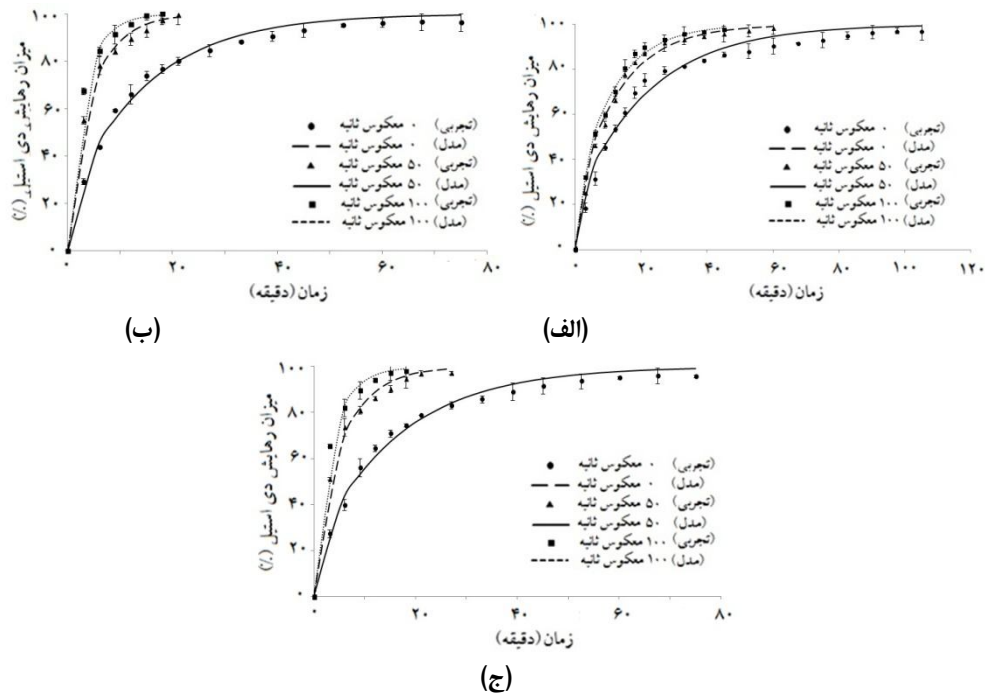 میزان رهایش دی استیل (٪)
۱۰۰
۸۰
۶۰
۴۰
۲۰
۰
۰ ۲۰ ۴۰ ۶۰ ۸۰ ۱۰۰ ۱۲۰
زمان (دقیقه)
۰ معکوس ثانیه (تجربی)
۰ معکوس ثانیه (مدل)
۵۰ معکوس ثانیه (تجربی)
۵۰ معکوس ثانیه (مدل)
۱۰۰ معکوس ثانیه (تجربی)
۱۰۰ معکوس ثانیه (مدل)
(الف)
میزان رهایش دی استیل (٪)
۱۰۰
۸۰
۶۰
۴۰
۲۰
۰
۰ ۲۰ ۴۰ ۶۰ ۸۰
زمان (دقیقه)
۰ معکوس ثانیه (تجربی)
۰ معکوس ثانیه (مدل)
۵۰ معکوس ثانیه (تجربی)
۵۰ معکوس ثانیه (مدل)
۱۰۰ معکوس ثانیه (تجربی)
۱۰۰ معکوس ثانیه (مدل)
(ب)
میزان رهایش دی استیل (٪)
۱۰۰
۸۰
۶۰
۴۰
۲۰
۰
۰ ۲۰ ۴۰ ۶۰ ۸۰
زمان (دقیقه)
۰ معکوس ثانیه (تجربی)
۰ معکوس ثانیه (مدل)
۵۰ معکوس ثانیه (تجربی)
۵۰ معکوس ثانیه (مدل)
۱۰۰ معکوس ثانیه (تجربی)
۱۰۰ معکوس ثانیه (مدل)
(ج)